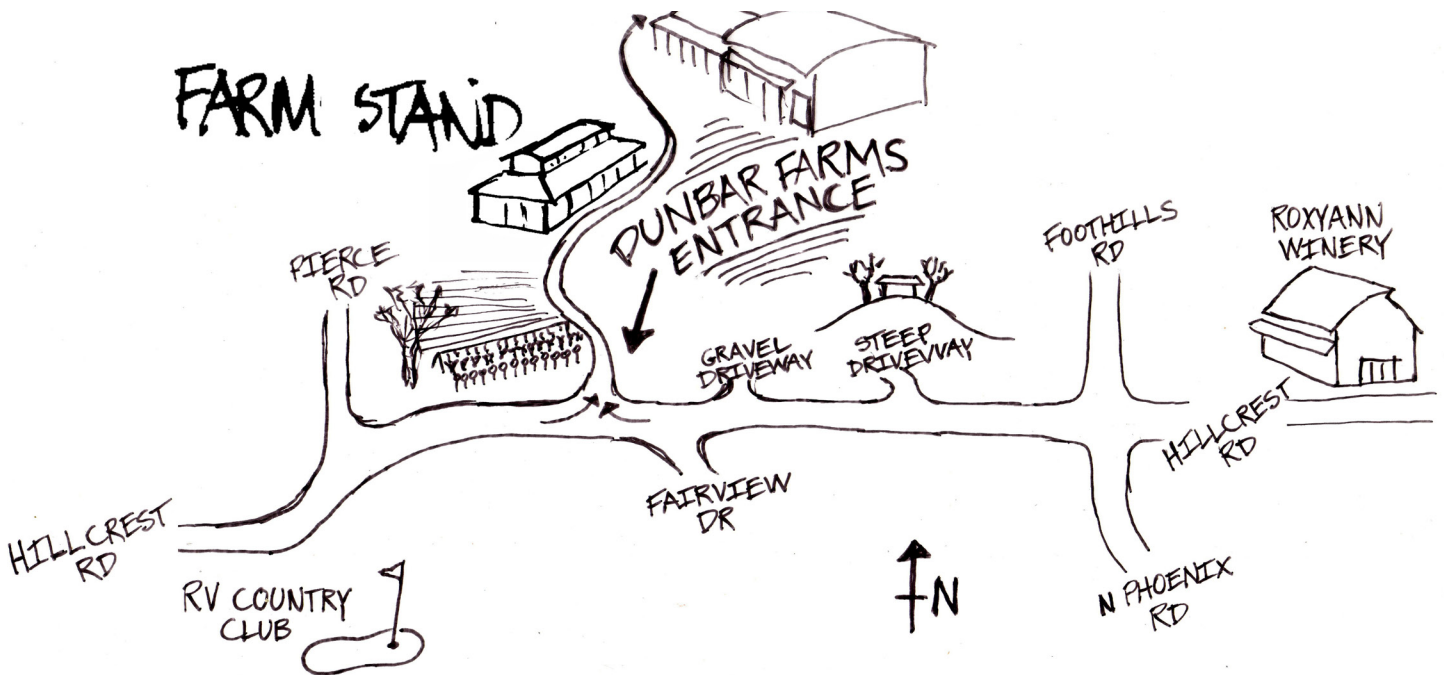 FARM STAND
DUNBAR FARMS
ENTRANCE
PIERCE
RD
FOOTHILLS
RD
ROXYANN
WINERY
GRAVEL
DRIVEWAY
STEEP
DRIVEWAY
HILLCREST
RD
FAIRVIEW
DR
HILLCREST
RD
RV COUNTRY
CLUB
N
N PHOENIX
RD